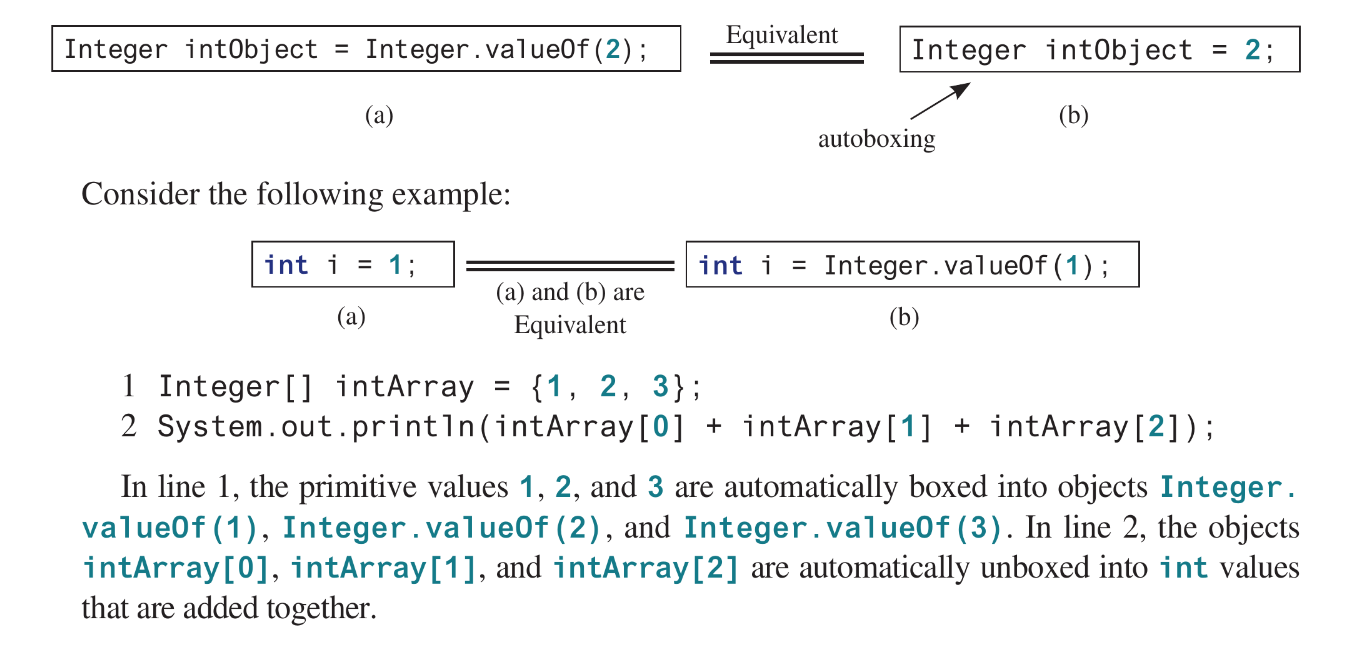 Integer intObject = Integer.valueOf(2);
Equivalent
Integer intObject = 2;
(a)
autoboxing
(b)
Consider the following example:
int i = 1;
(a) and (b) are
Equivalent
int i = Integer.valueOf(1);
(a)
(b)
1 Integer[] intArray = {1, 2, 3};
2 System.out.println(intArray[0] + intArray[1] + intArray[2]);
In line 1, the primitive values 1, 2, and 3 are automatically boxed into objects Integer.
valueOf(1), Integer.valueOf(2), and Integer.valueOf(3). In line 2, the objects
intArray[0], intArray[1], and intArray[2] are automatically unboxed into int values
that are added together.